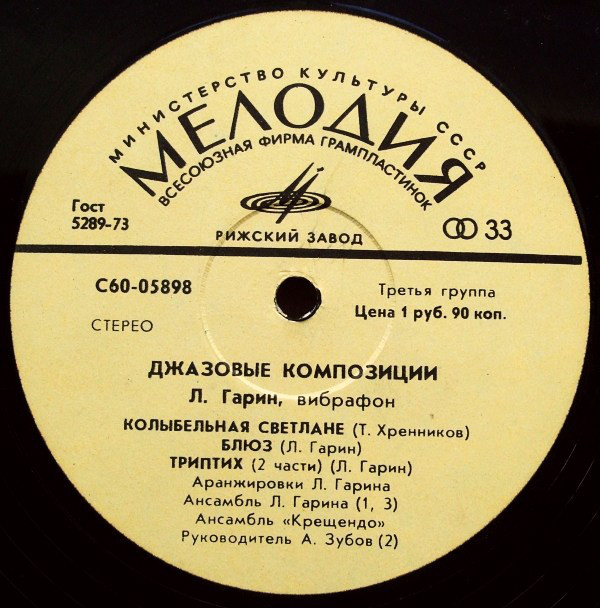 МИНИСТЕРСТВО КУЛЬТУРЫ СССР
МЕЛОДИЯ
ВСЕСОЮЗНАЯ ФИРМА ГРАМПЛАСТИНОК
Гост
5289-73
РИЖСКИЙ ЗАВОД
33
С60-05898
СТЕРЕО
Третья группа
Цена 1 руб. 90 коп.
ДЖАЗОВЫЕ КОМПОЗИЦИИ
Л. Гарин, вибрафон
КОЛЫБЕЛЬНАЯ СВЕТЛАНЕ (Т. Хренников)
БЛЮЗ (Л. Гарин)
ТРИПТИХ (2 части) (Л. Гарин)
Аранжировки Л. Гарина
Ансамбль Л. Гарина (1, 3)
Ансамбль «Крещендо»
Руководитель А. Зубов (2)